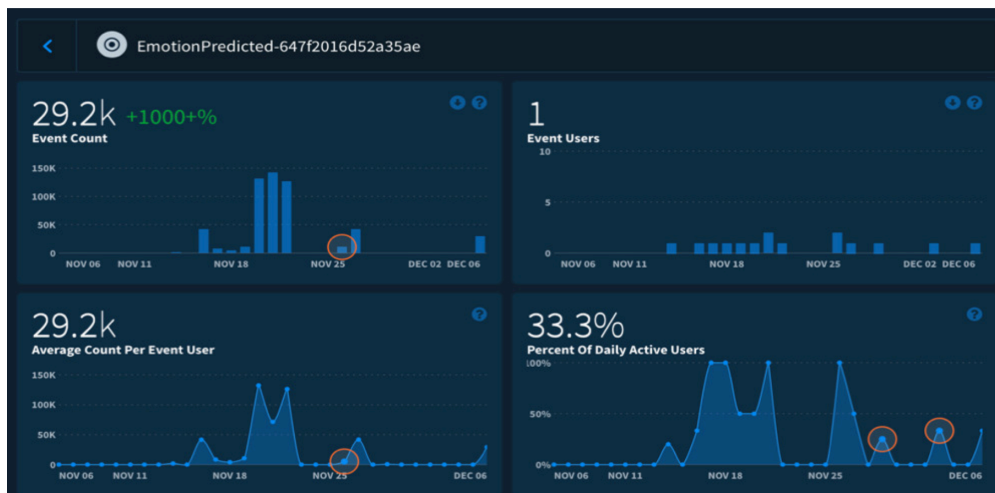 EmotionPredicted-647f2016d52a35ae
29.2k +1000+%
Event Count
150K
100K
50K
0
NOV 06 NOV 11 NOV 18 NOV 25 DEC 02 DEC 06
1
Event Users
10
5
0
NOV 06 NOV 11 NOV 18 NOV 25 DEC 02 DEC 06
29.2k
Average Count Per Event User
150K
100K
50K
0
NOV 06 NOV 11 NOV 18 NOV 25 DEC 06
33.3%
Percent Of Daily Active Users
100%
50%
0%
NOV 06 NOV 11 NOV 18 NOV 25 DEC 06